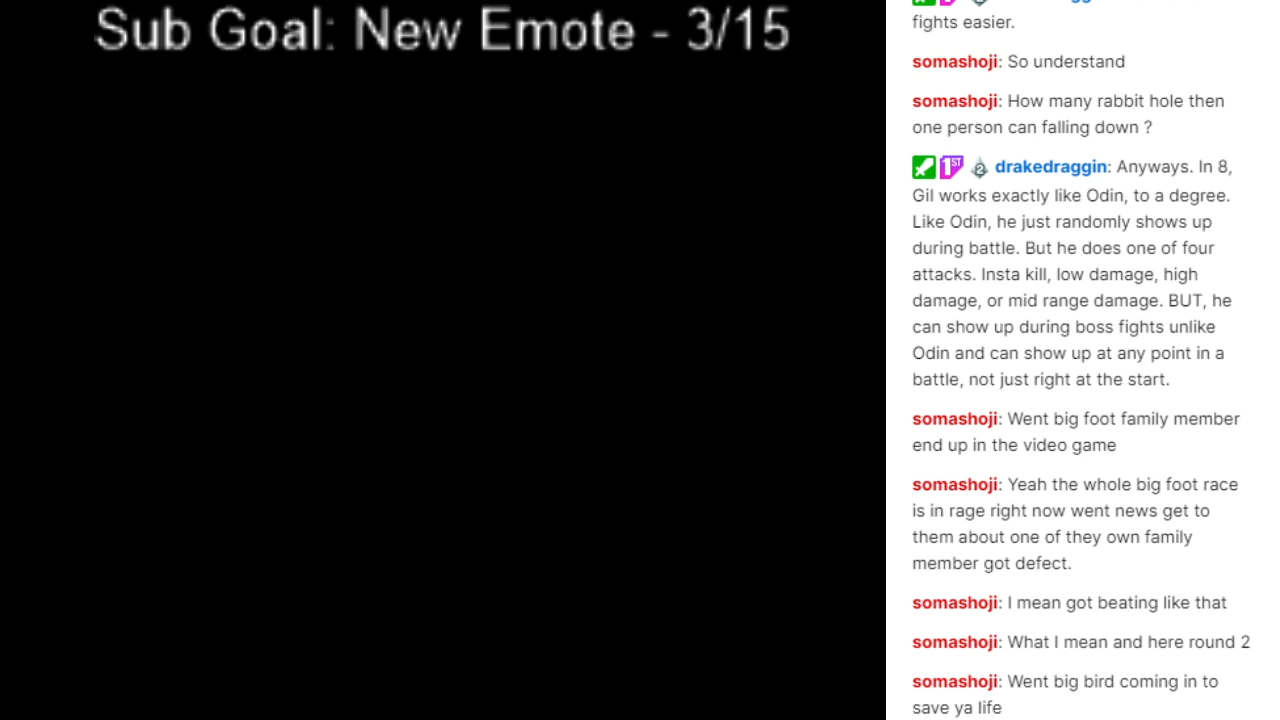 Sub Goal: New Emote - 3/15
fights easier.
somashoji: So understand
somashoji: How many rabbit hole then
one person can falling down ?
1ST 2 drakedraggin: Anyways. In 8,
Gil works exactly like Odin, to a degree.
Like Odin, he just randomly shows up
during battle. But he does one of four
attacks. Insta kill, low damage, high
damage, or mid range damage. BUT, he
can show up during boss fights unlike
Odin and can show up at any point in a
battle, not just right at the start.
somashoji: Went big foot family member
end up in the video game
somashoji: Yeah the whole big foot race
is in rage right now went news get to
them about one of they own family
member got defect.
somashoji: I mean got beating like that
somashoji: What I mean and here round 2
somashoji: Went big bird coming in to
save ya life